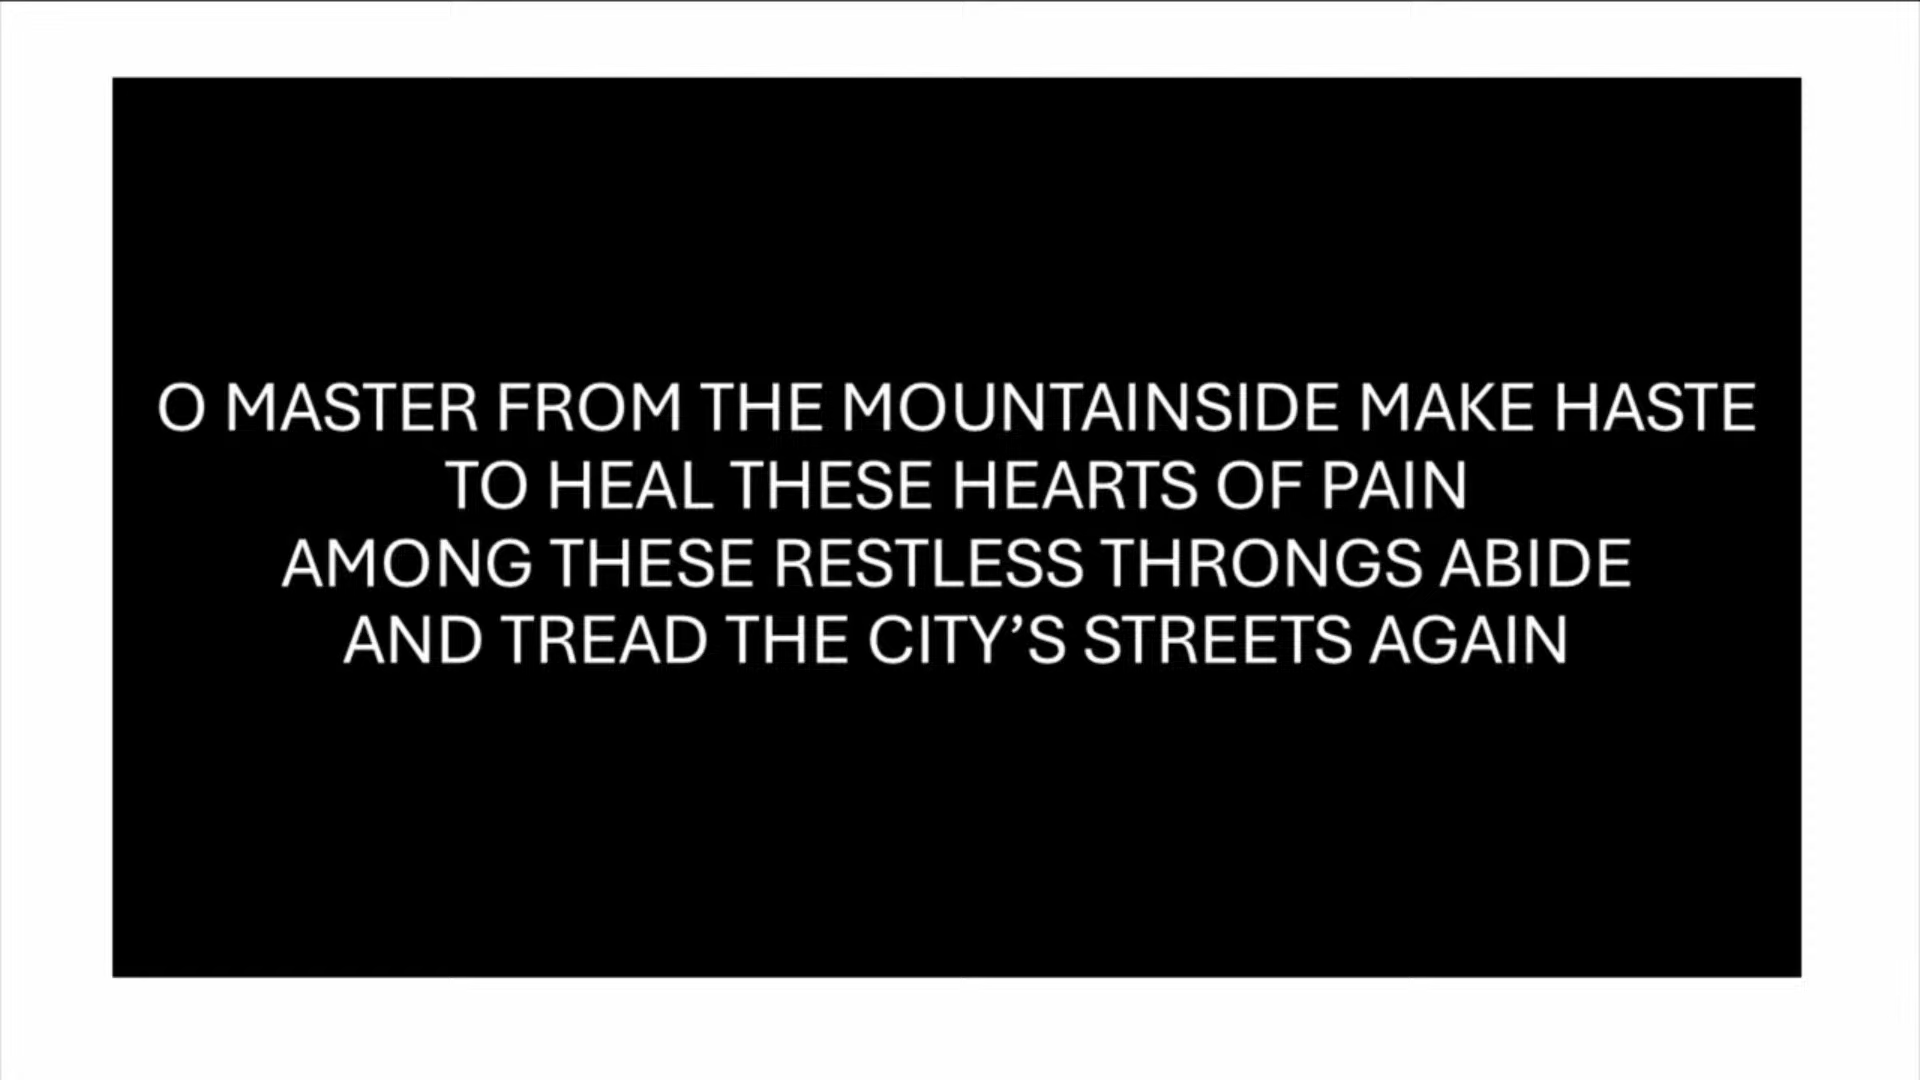 O MASTER FROM THE MOUNTAINSIDE MAKE HASTE
TO HEAL THESE HEARTS OF PAIN
AMONG THESE RESTLESS THRONGS ABIDE
AND TREAD THE CITY’S STREETS AGAIN